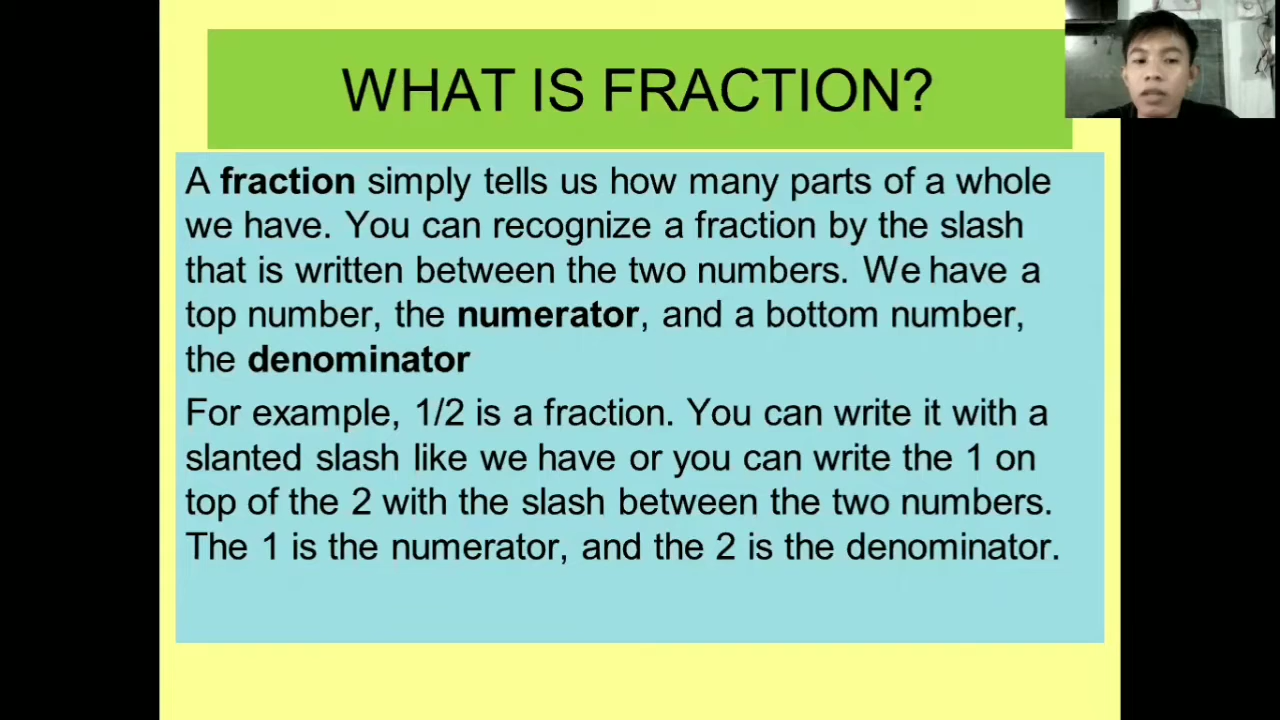 WHAT IS FRACTION?
A fraction simply tells us how many parts of a whole
we have. You can recognize a fraction by the slash
that is written between the two numbers. We have a
top number, the numerator, and a bottom number,
the denominator
For example, 1/2 is a fraction. You can write it with a
slanted slash like we have or you can write the 1 on
top of the 2 with the slash between the two numbers.
The 1 is the numerator, and the 2 is the denominator.